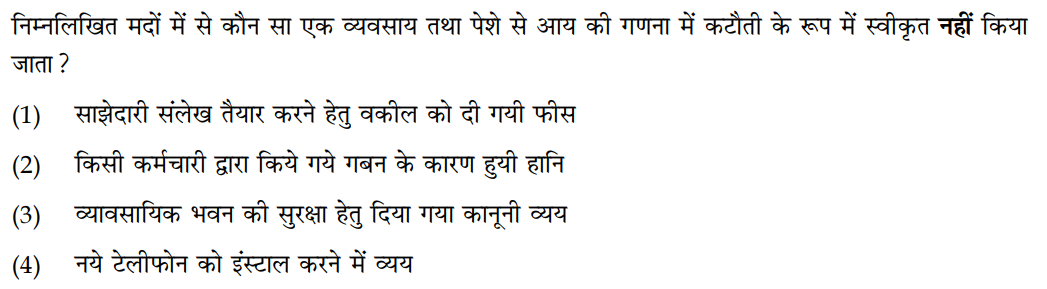 निम्नलिखित मदों में से कौन सा एक व्यवसाय तथा पेशे से आय की गणना में कटौती के रूप में स्वीकृत नहीं किया
जाता ?
(1) साझेदारी संलेख तैयार करने हेतु वकील को दी गयी फीस
(2) किसी कर्मचारी द्वारा किये गये गबन के कारण हुयी हानि
(3) व्यावसायिक भवन की सुरक्षा हेतु दिया गया कानूनी व्यय
(4) नये टेलीफोन को इंस्टाल करने में व्यय